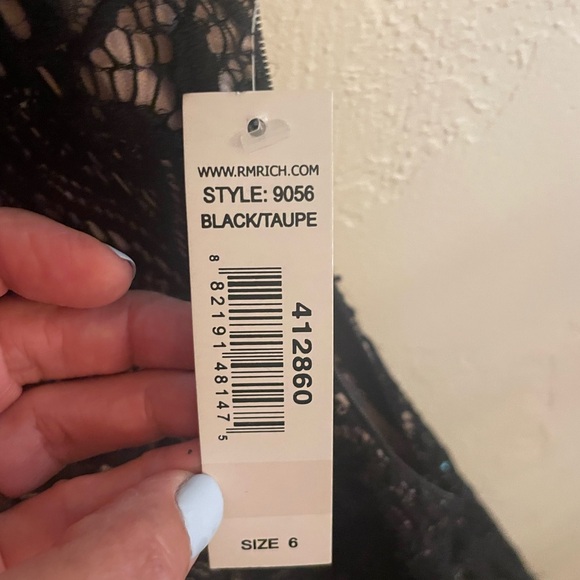 WWW.RMRICH.COM
STYLE: 9056
BLACK/TAUPE
8 82191 48147 5
412860
SIZE 6